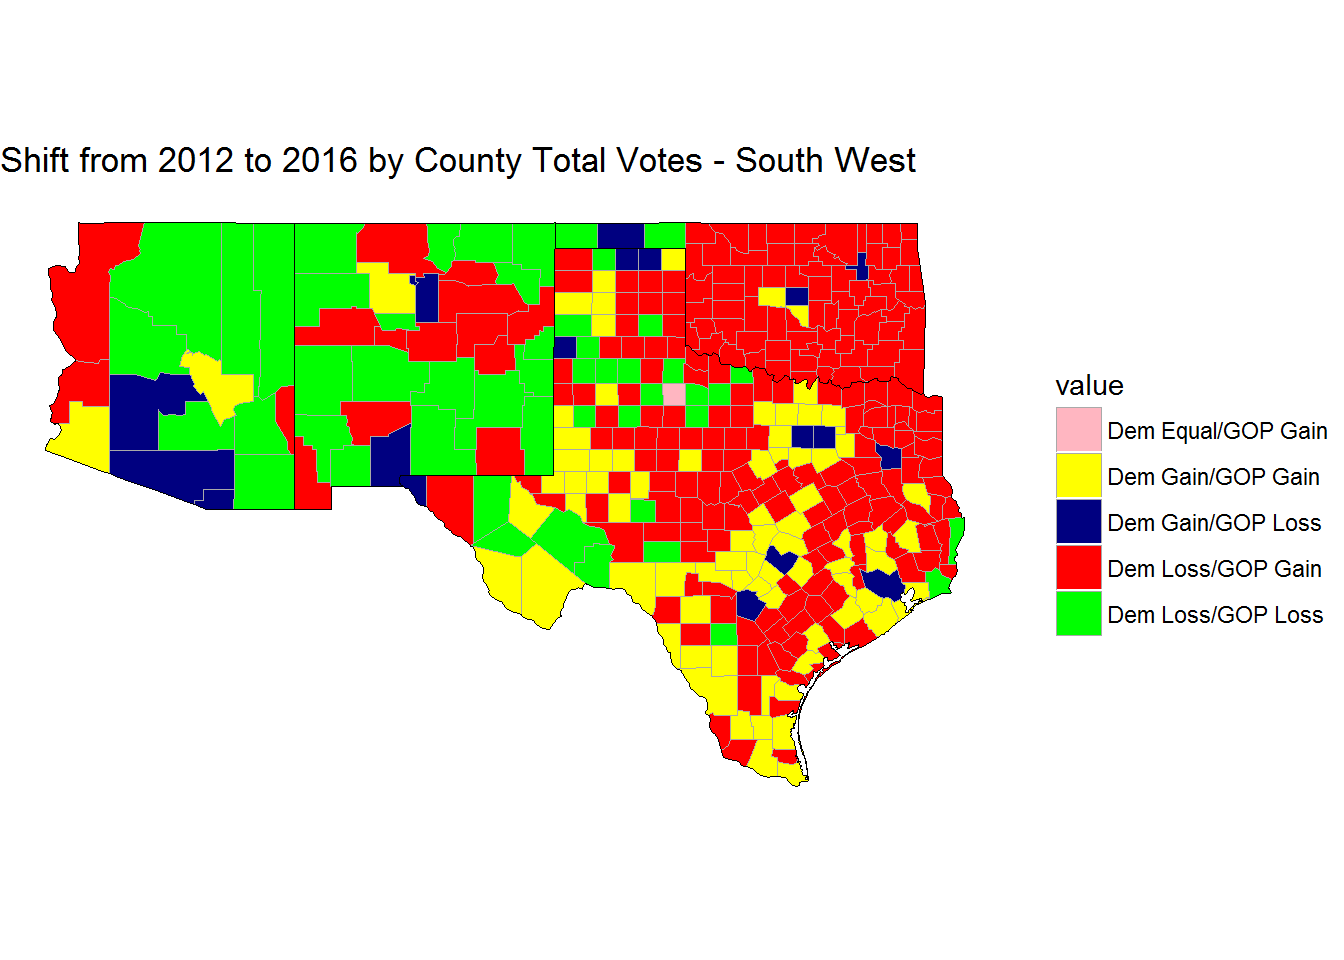 Shift from 2012 to 2016 by County Total Votes - South West
value
Dem Equal/GOP Gain
Dem Gain/GOP Gain
Dem Gain/GOP Loss
Dem Loss/GOP Gain
Dem Loss/GOP Loss